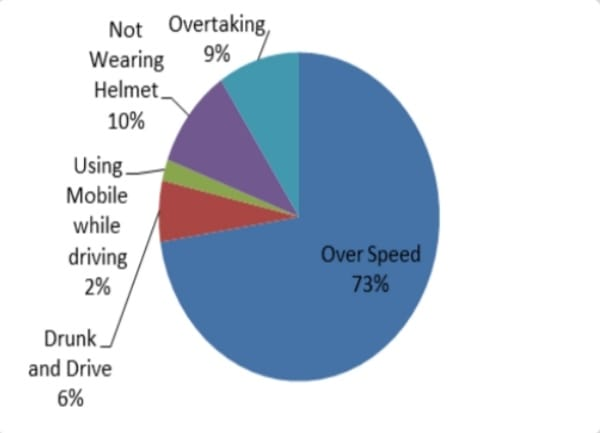 Overtaking
9%
Not
Wearing
Helmet
10%
Using
Mobile
while
driving
2%
Drunk
and Drive
6%
Over Speed
73%